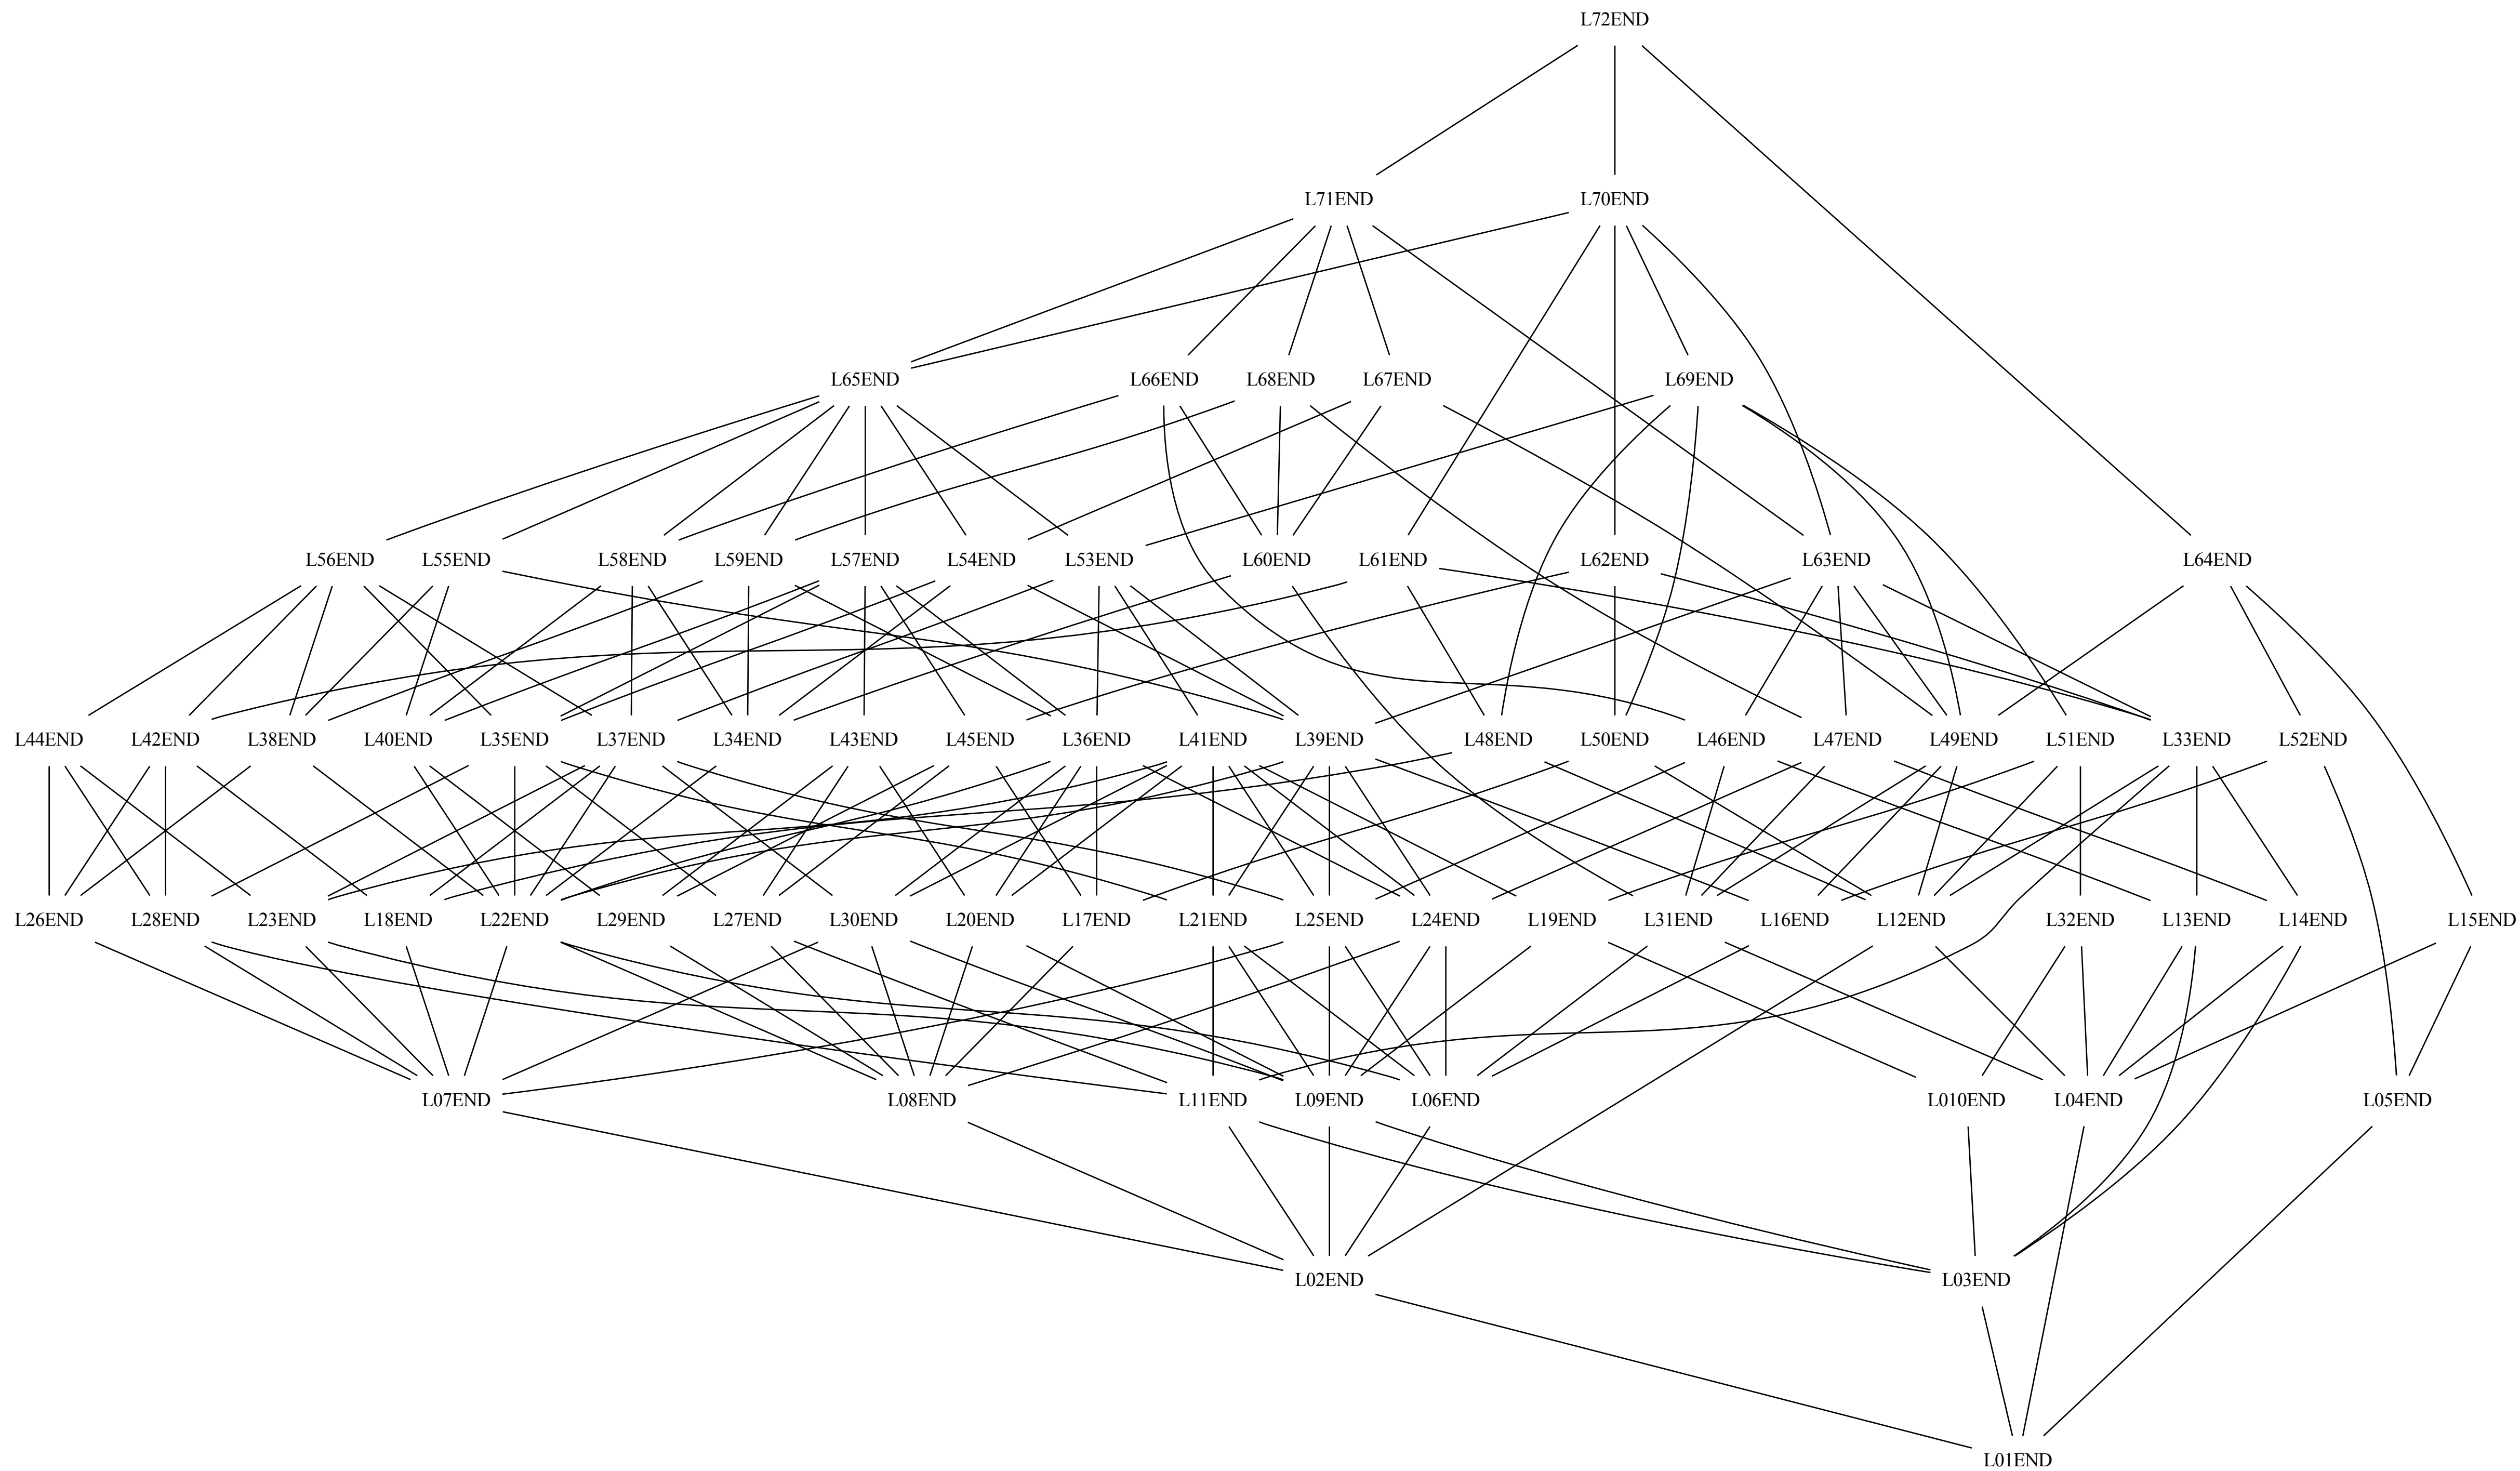 L72END
L71END L70END
L65END L66END L68END L67END L69END
L56END L55END L58END L59END L57END L54END L53END L60END L61END L62END L63END L64END
L44END L42END L38END L40END L35END L37END L34END L43END L45END L36END L41END L39END L48END L50END L46END L47END L49END L51END L33END L52END
L26END L28END L23END L18END L22END L29END L27END L30END L20END L17END L21END L25END L24END L19END L31END L16END L12END L32END L13END L14END L15END
L07END L08END L11END L09END L06END L010END L04END L05END
L02END L03END
L01END